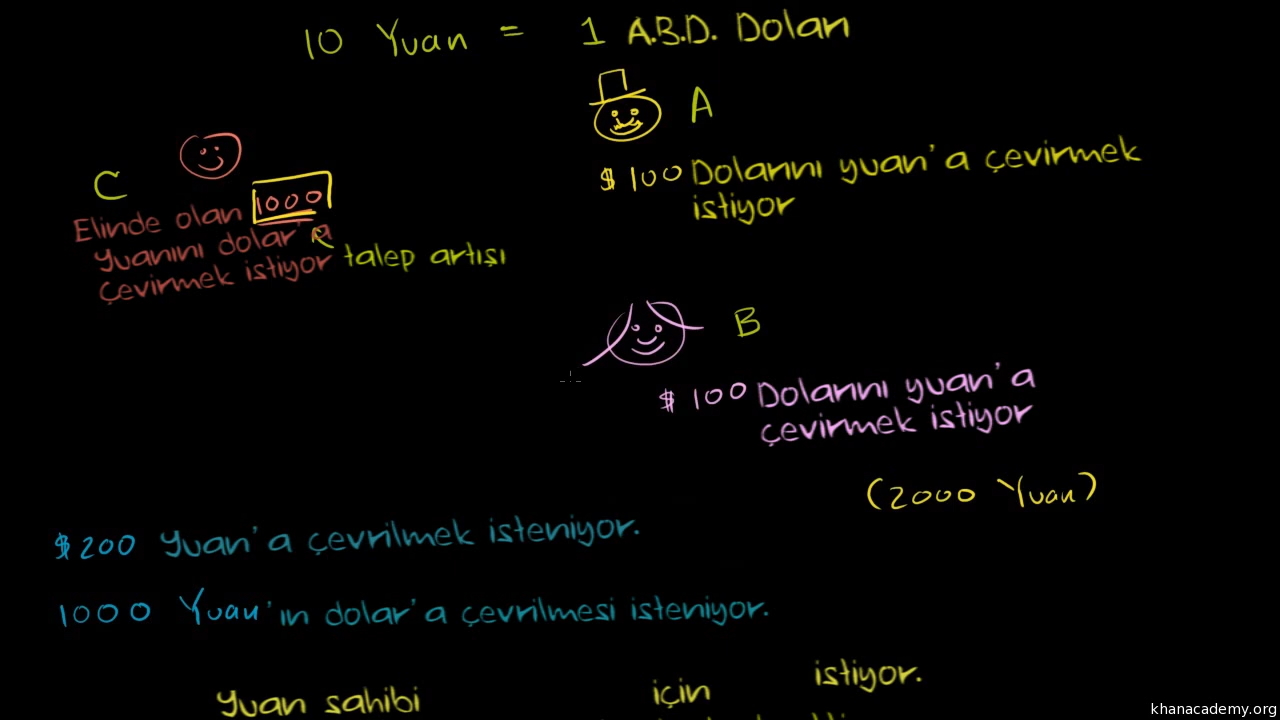 10 Yuan = 1 A.B.D. Doları
A
$100 Dolarını yuan'a çevirmek
istiyor
C
Elinde olan 1000
yuanını dolar'a
çevirmek istiyor
talep artışı
B
$100 Dolarını yuan'a
çevirmek istiyor
(2000 Yuan)
$200 Yuan'a çevrilmek isteniyor.
1000 Yuan'ın dolar'a çevrilmesi isteniyor.
istiyor.
Yuan sahibi için
khanacademy.org